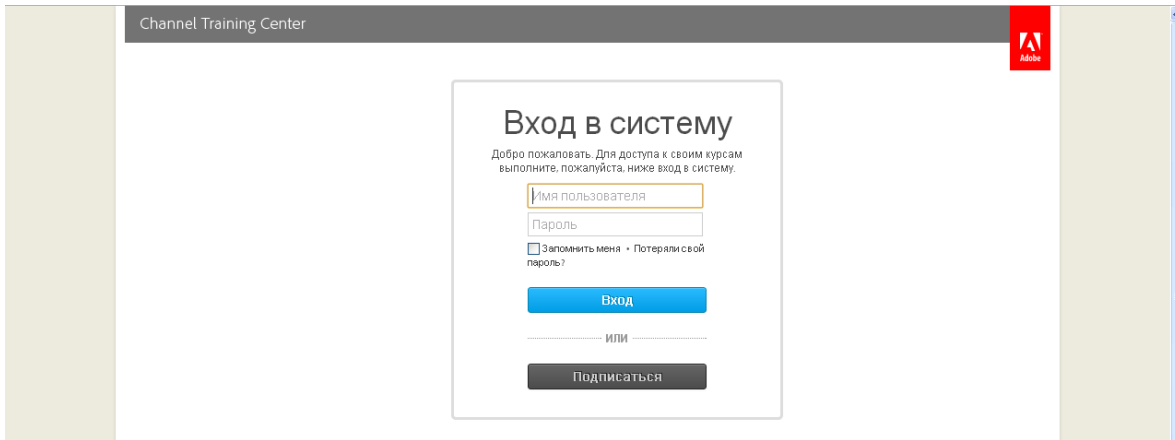 Channel Training Center
Adobe
Вход в систему
Добро пожаловать. Для доступа к своим курсам
выполните, пожалуйста, ниже вход в систему.
Имя пользователя
Пароль
Запомнить меня • Потеряли свой
пароль?
Вход
или
Подписаться